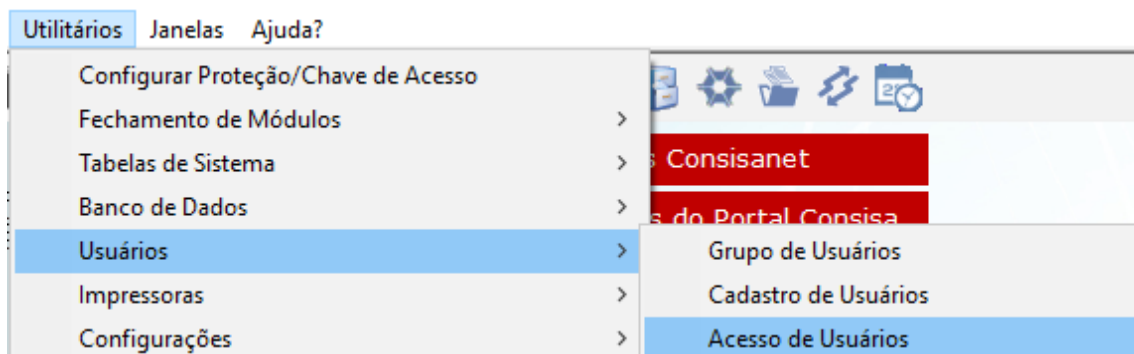 Utilitários Janelas Ajuda?
Configurar Proteção/Chave de Acesso
Fechamento de Módulos
Tabelas de Sistema
Consisanet
Banco de Dados
do Portal Consisa
Usuários
Grupo de Usuários
Impressoras
Cadastro de Usuários
Configurações
Acesso de Usuários